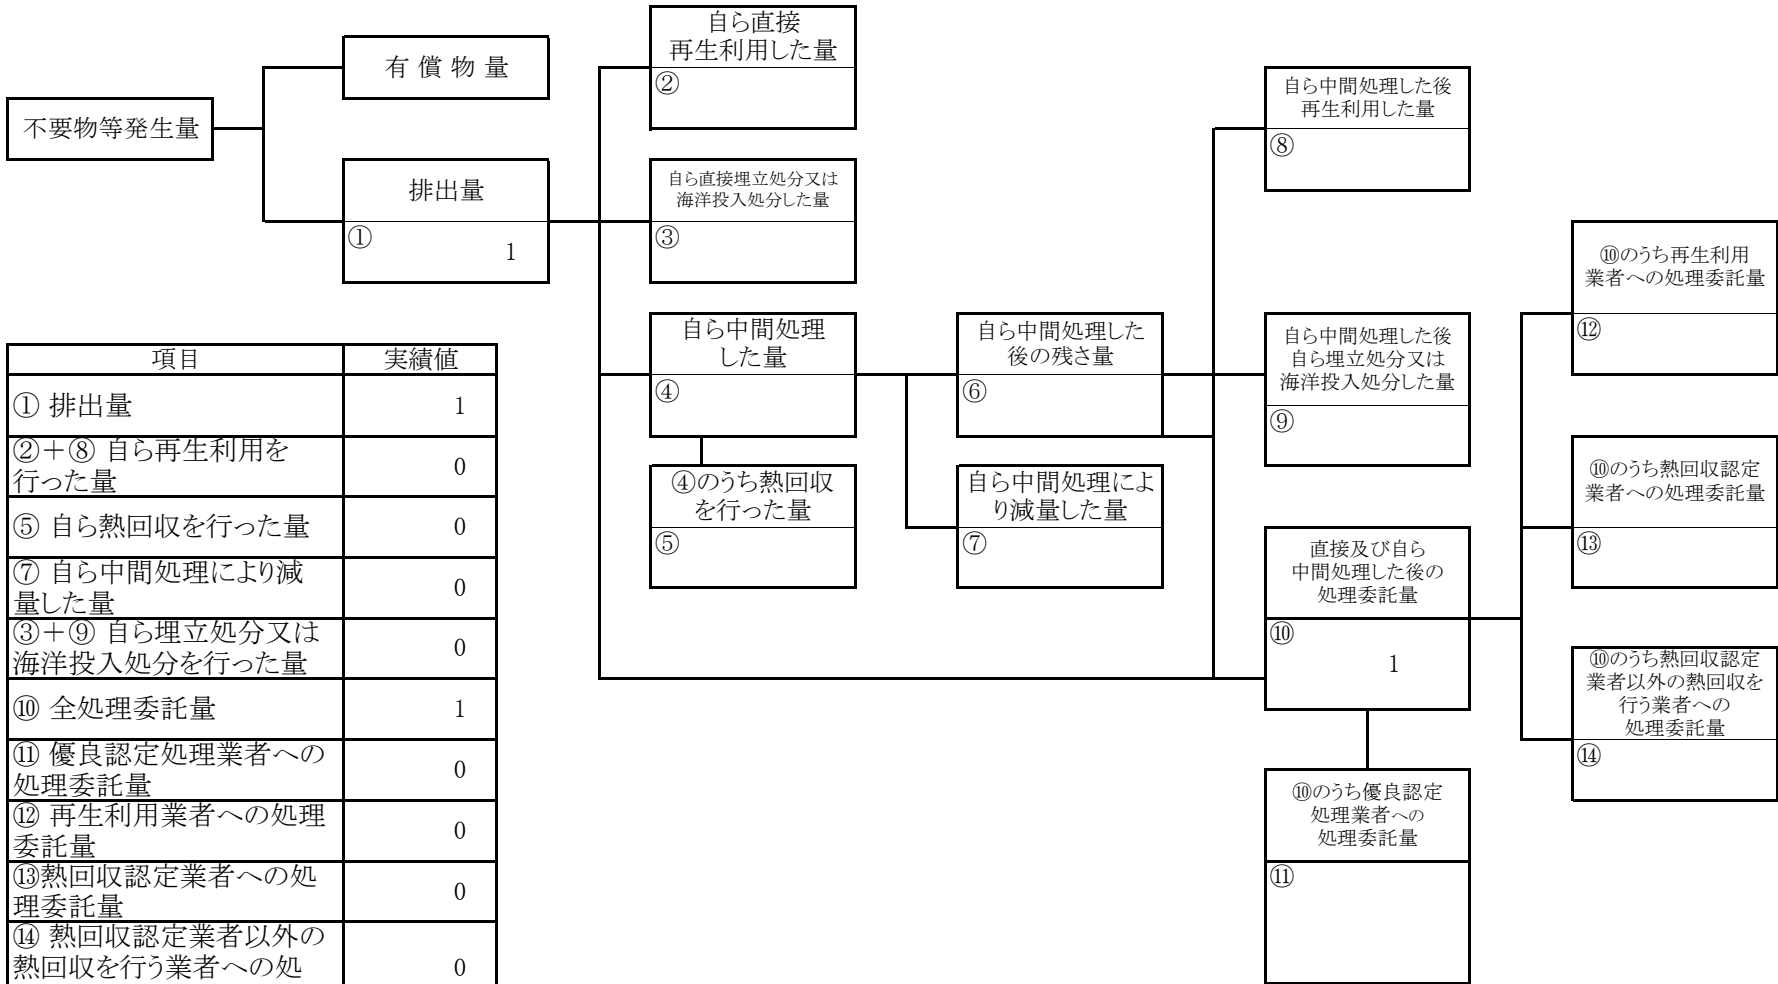 不要物等発生量
有 償 物 量
排出量
①
1
自ら直接
再生利用した量
②
自ら直接埋立処分又は
海洋投入処分した量
③
自ら中間処理
した量
④
④のうち熱回収
を行った量
⑤
自ら中間処理した
後の残さ量
⑥
自ら中間処理によ
り減量した量
⑦
自ら中間処理した後
再生利用した量
⑧
自ら中間処理した後
自ら埋立処分又は
海洋投入処分した量
⑨
直接及び自ら
中間処理した後の
処理委託量
⑩
1
⑩のうち優良認定
処理業者への
処理委託量
⑪
⑩のうち再生利用
業者への処理委託量
⑫
⑩のうち熱回収認定
業者への処理委託量
⑬
⑩のうち熱回収認定
業者以外の熱回収を
行う業者への
処理委託量
⑭
項目 実績値
① 排出量 1
②＋⑧ 自ら再生利用を
行った量 0
⑤ 自ら熱回収を行った量 0
⑦ 自ら中間処理により減
量した量 0
③＋⑨ 自ら埋立処分又は
海洋投入処分を行った量 0
⑩ 全処理委託量 1
⑪ 優良認定処理業者への
処理委託量 0
⑫ 再生利用業者への処理
委託量 0
⑬熱回収認定業者への処
理委託量 0
⑭ 熱回収認定業者以外の
熱回収を行う業者への処 0